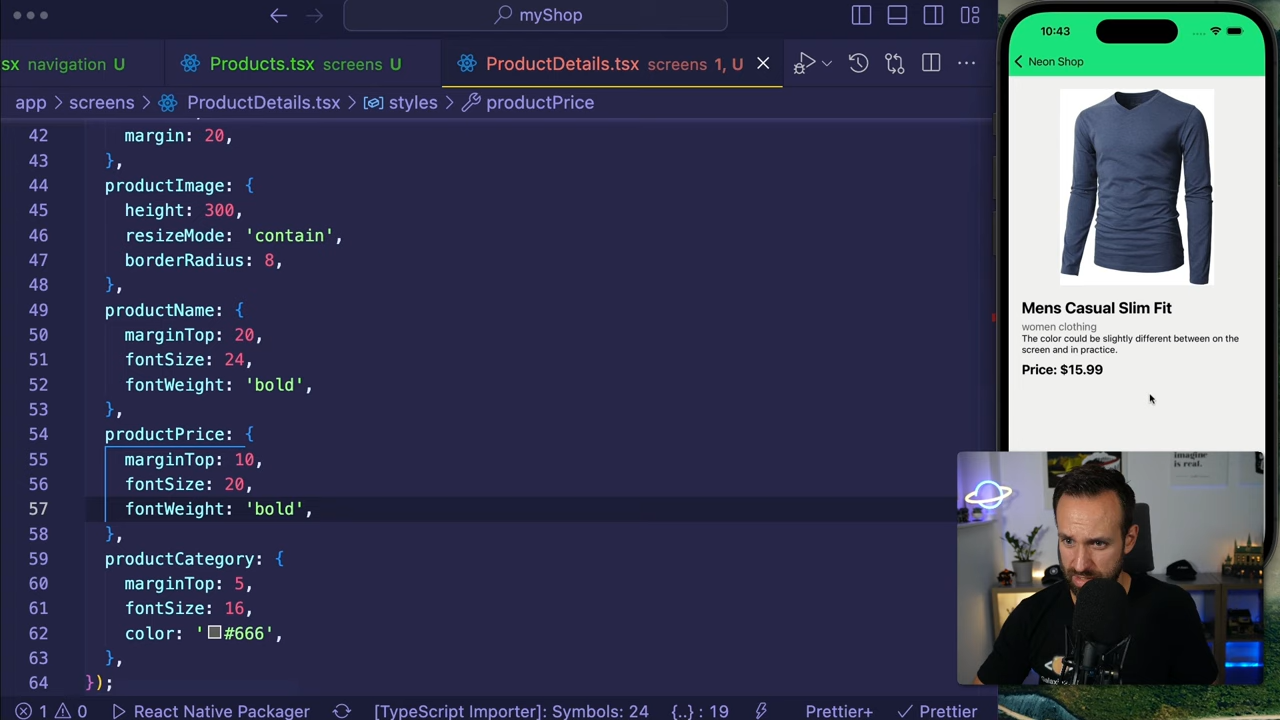 myShop
sx navigation U
Products.tsx screens U
ProductDetails.tsx screens 1, U
app > screens > ProductDetails.tsx > styles > productPrice
42 margin: 20,
43 },
44 productImage: {
45 height: 300,
46 resizeMode: 'contain',
47 borderRadius: 8,
48 },
49 productName: {
50 marginTop: 20,
51 fontSize: 24,
52 fontWeight: 'bold',
53 },
54 productPrice: {
55 marginTop: 10,
56 fontSize: 20,
57 fontWeight: 'bold',
58 },
59 productCategory: {
60 marginTop: 5,
61 fontSize: 16,
62 color: '#666',
63 },
64 });
1 0 React Native Packager [TypeScript Importer]: Symbols: 24 {..} : 19 Prettier+ Prettier
10:43
Neon Shop
Mens Casual Slim Fit
women clothing
The color could be slightly different between on the
screen and in practice.
Price: $15.99
imagine
is real.